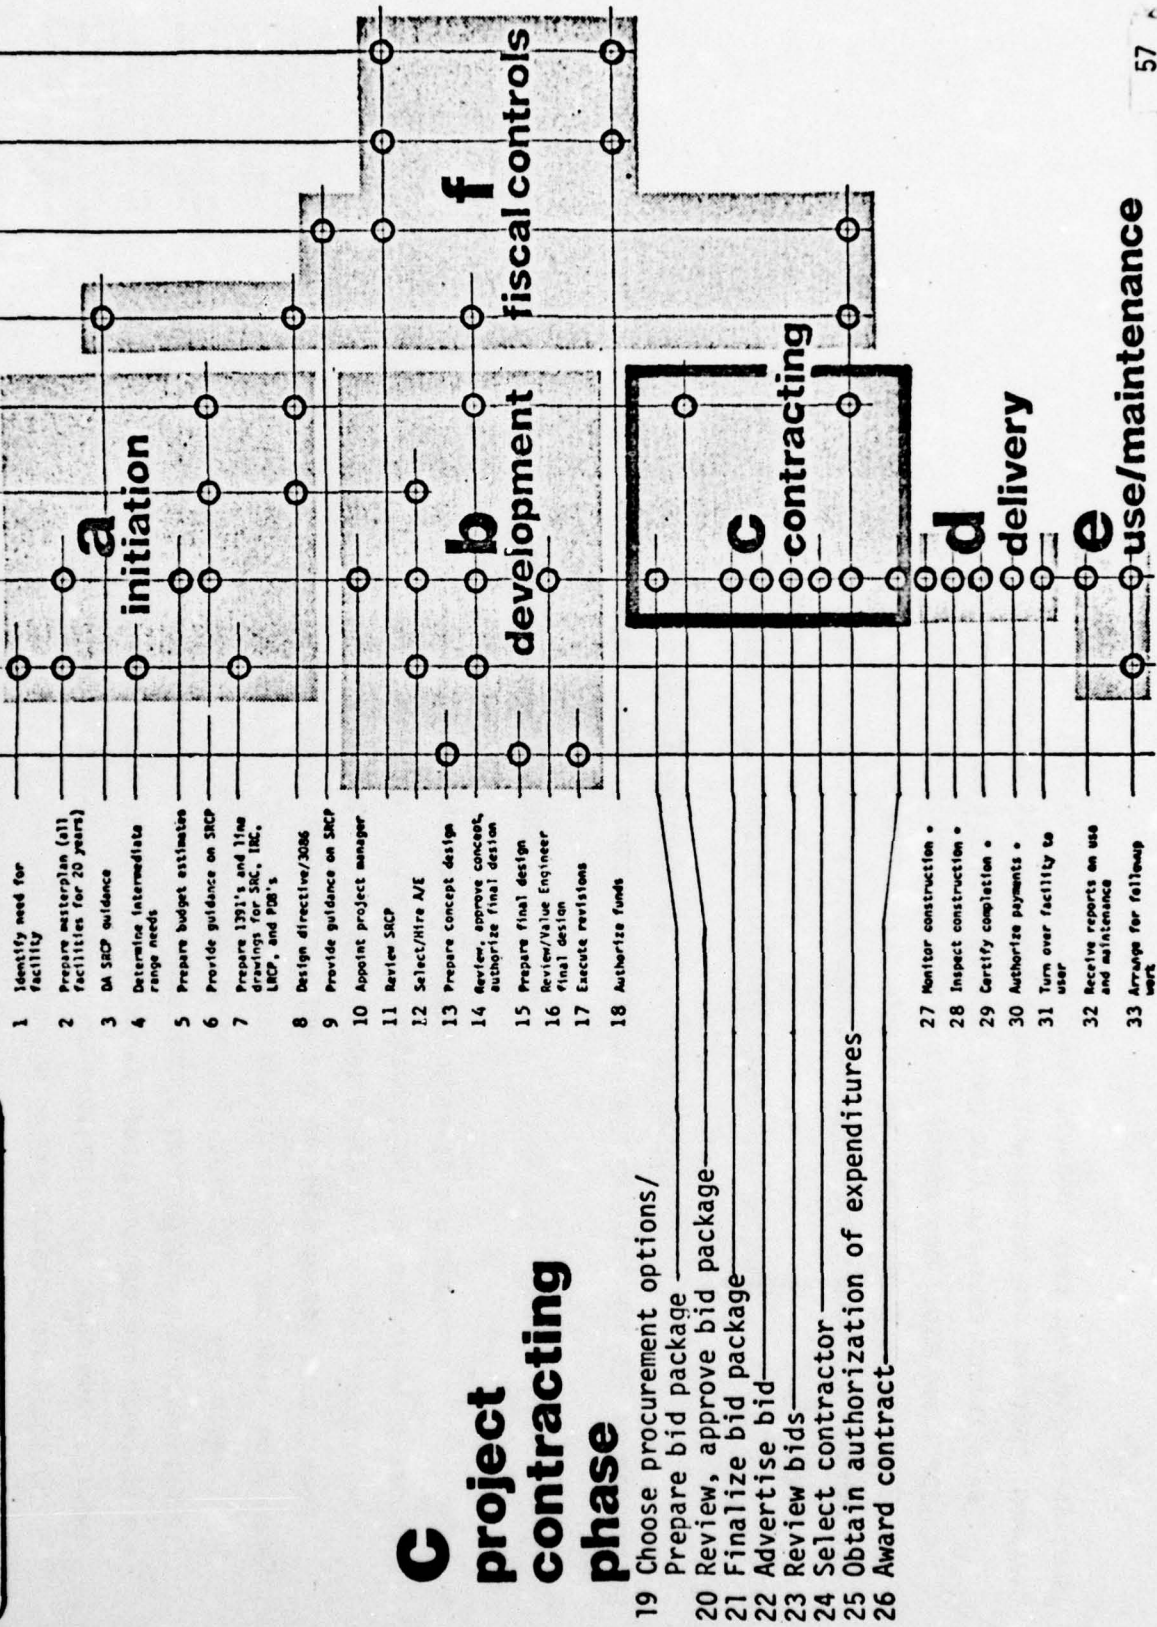 c
project
contracting
phase
1 Identify need for
facility
2 Prepare masterplan (all
facilities for 20 years)
3 DA SRCP guidance
4 Determine intermediate
range needs
5 Prepare budget estimates
6 Provide guidance on SRCP
7 Prepare 1391's and line
drawings for SRC, IRC,
LRCP, and PDB's
8 Design directive/3086
9 Provide guidance on SRCP
10 Appoint project manager
11 Review SRCP
12 Select/Hire A/E
13 Prepare concept design
14 Review, approve concept,
authorize final design
15 Prepare final design
16 Review/Value Engineer
final design
17 Execute revisions
18 Authorize funds
19 Choose procurement options/
Prepare bid package
20 Review, approve bid package
21 Finalize bid package
22 Advertise bid
23 Review bids
24 Select contractor
25 Obtain authorization of expenditures
26 Award contract
27 Monitor construction •
28 Inspect construction •
29 Certify completion •
30 Authorize payments •
31 Turn over facility to
user
32 Receive reports on use
and maintenance
33 Arrange for followup
work
a
initiation
b
development
c
contracting
d
delivery
e
use/maintenance
f
fiscal controls
57